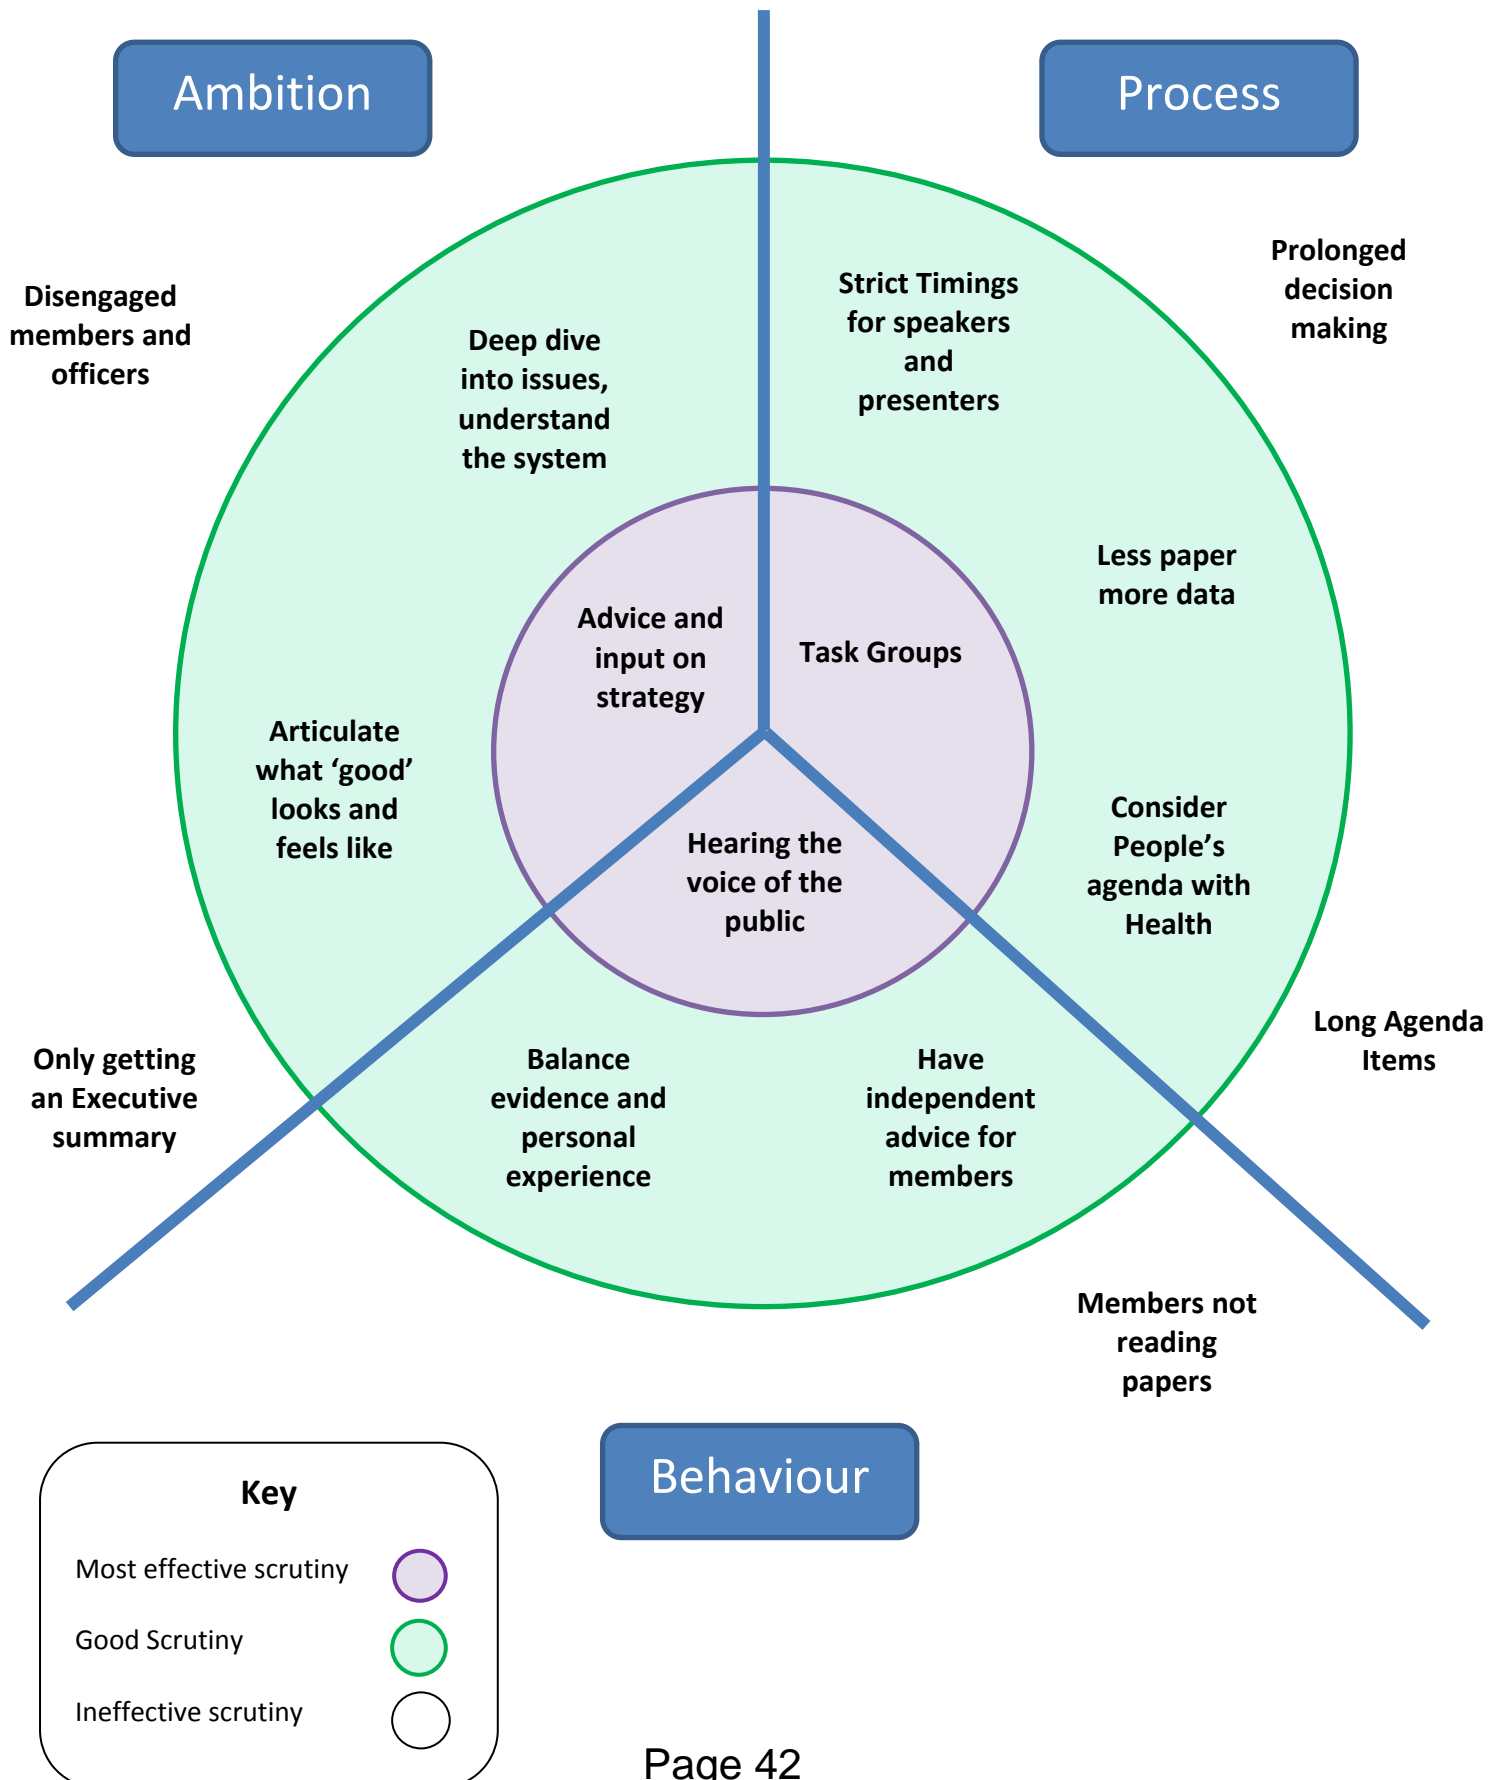 Ambition
Process
Disengaged
members and
officers
Deep dive
into issues,
understand
the system
Strict Timings
for speakers
and
presenters
Prolonged
decision
making
Less paper
more data
Advice and
input on
strategy
Task Groups
Articulate
what ‘good’
looks and
feels like
Hearing the
voice of the
public
Consider
People’s
agenda with
Health
Only getting
an Executive
summary
Balance
evidence and
personal
experience
Have
independent
advice for
members
Long Agenda
Items
Members not
reading
papers
Behaviour
Key
Most effective scrutiny
Good Scrutiny
Ineffective scrutiny
Page 42